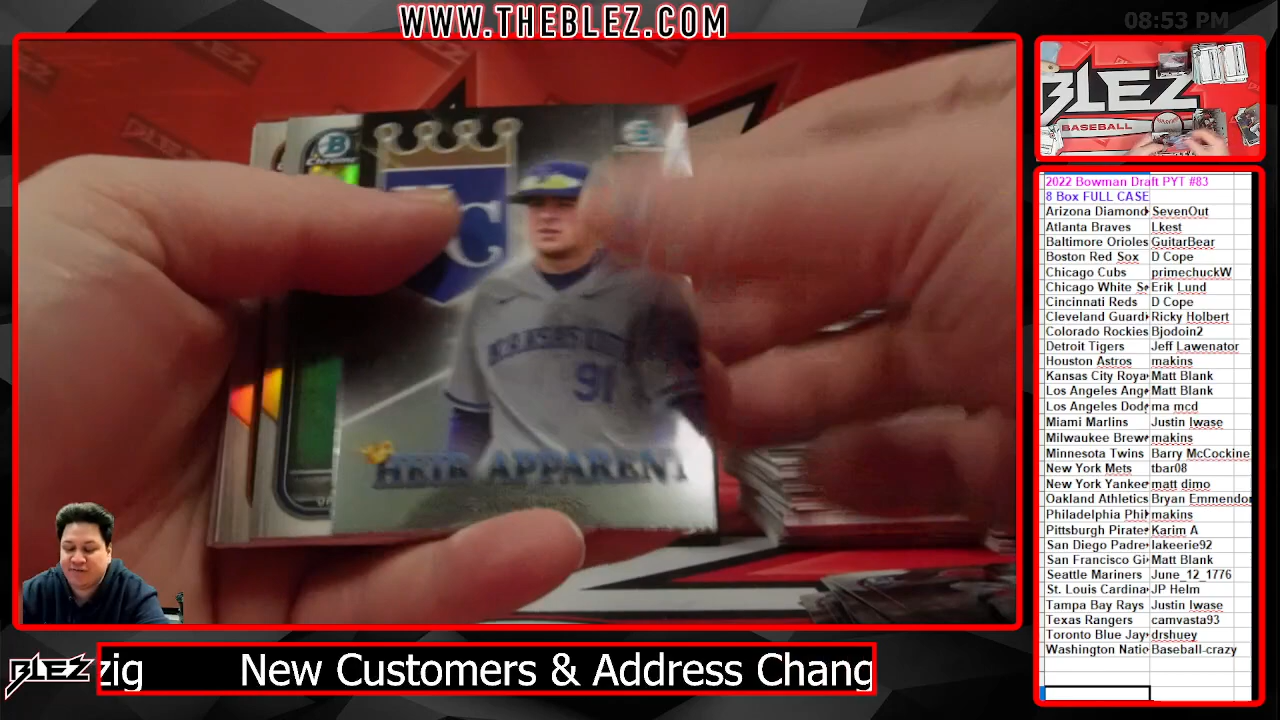 WWW.THEBLEZ.COM
08:53 PM
B
Chrome
C
KANSAS CITY
91
HEIR APPARENT
BLEZ
BASEBALL
2022 Bowman Draft PYT #83
8 Box FULL CASE
Arizona Diamond SevenOut
Atlanta Braves Lkest
Baltimore Orioles GuitarBear
Boston Red Sox D Cope
Chicago Cubs primechuckW
Chicago White S Erik Lund
Cincinnati Reds D Cope
Cleveland Guardi Ricky Holbert
Colorado Rockies Bjodoin2
Detroit Tigers Jeff Lawenator
Houston Astros makins
Kansas City Roya Matt Blank
Los Angeles Ang Matt Blank
Los Angeles Dod ma mcd
Miami Marlins Justin Iwase
Milwaukee Brew makins
Minnesota Twins Barry McCockine
New York Mets tbar08
New York Yankee matt dimo
Oakland Athletics Bryan Emmendor
Philadelphia Phi makins
Pittsburgh Pirate Karim A
San Diego Padre lakeerie92
San Francisco Gi Matt Blank
Seattle Mariners June_12_1776
St. Louis Cardina JP Helm
Tampa Bay Rays Justin Iwase
Texas Rangers camvasta93
Toronto Blue Jay drshuey
Washington Natio Baseball-crazy
BLEZ
zig New Customers & Address Chang